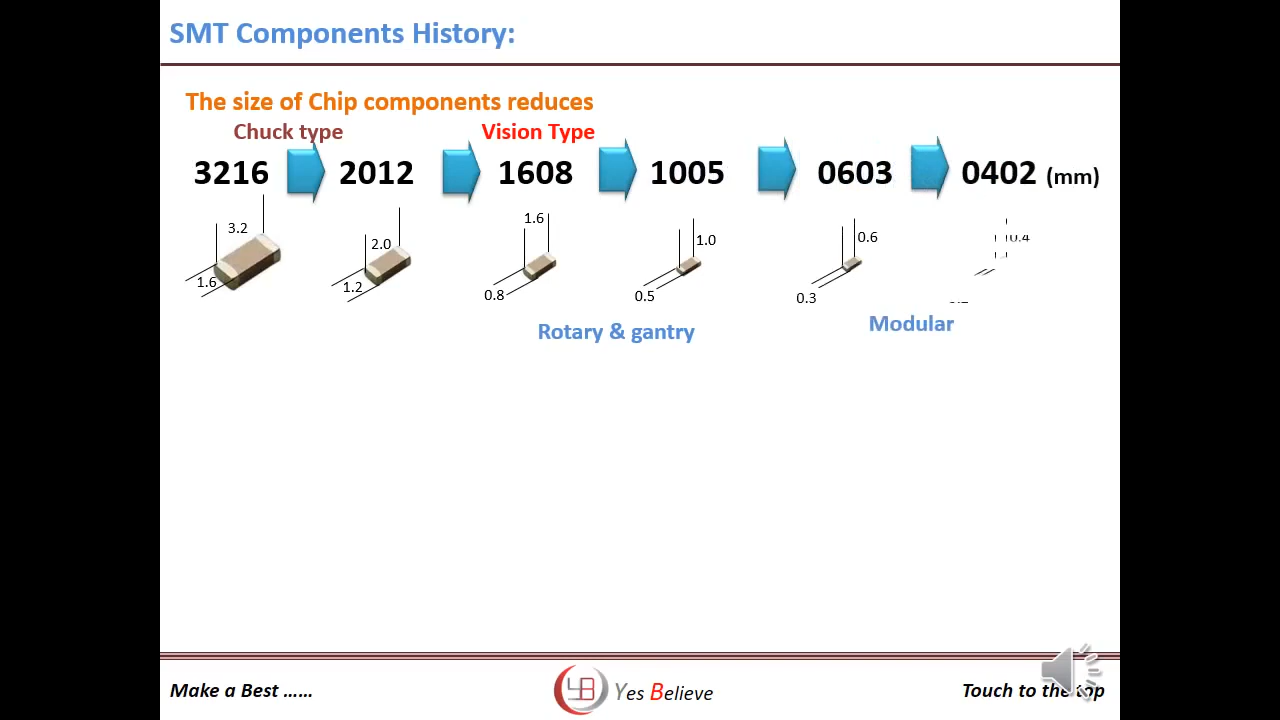 SMT Components History:
The size of Chip components reduces
Chuck type
Vision Type
3216
2012
1608
1005
0603
0402 (mm)
3.2
1.6
2.0
1.2
1.6
0.8
1.0
0.5
0.6
0.3
0.4
Rotary & gantry
Modular
Make a Best ......
YB
Yes Believe
Touch to the top